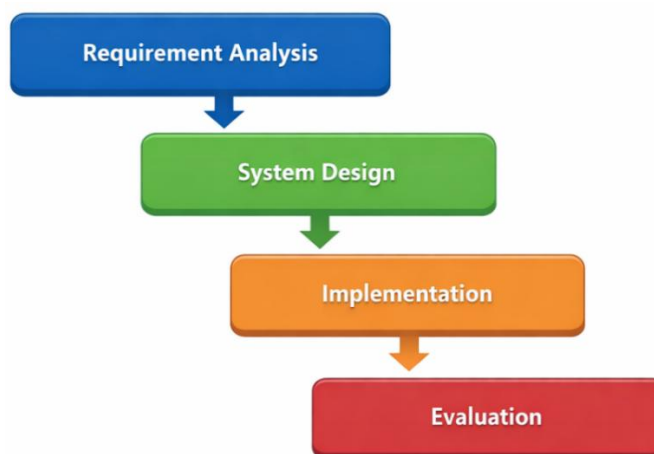 Requirement Analysis
System Design
Implementation
Evaluation